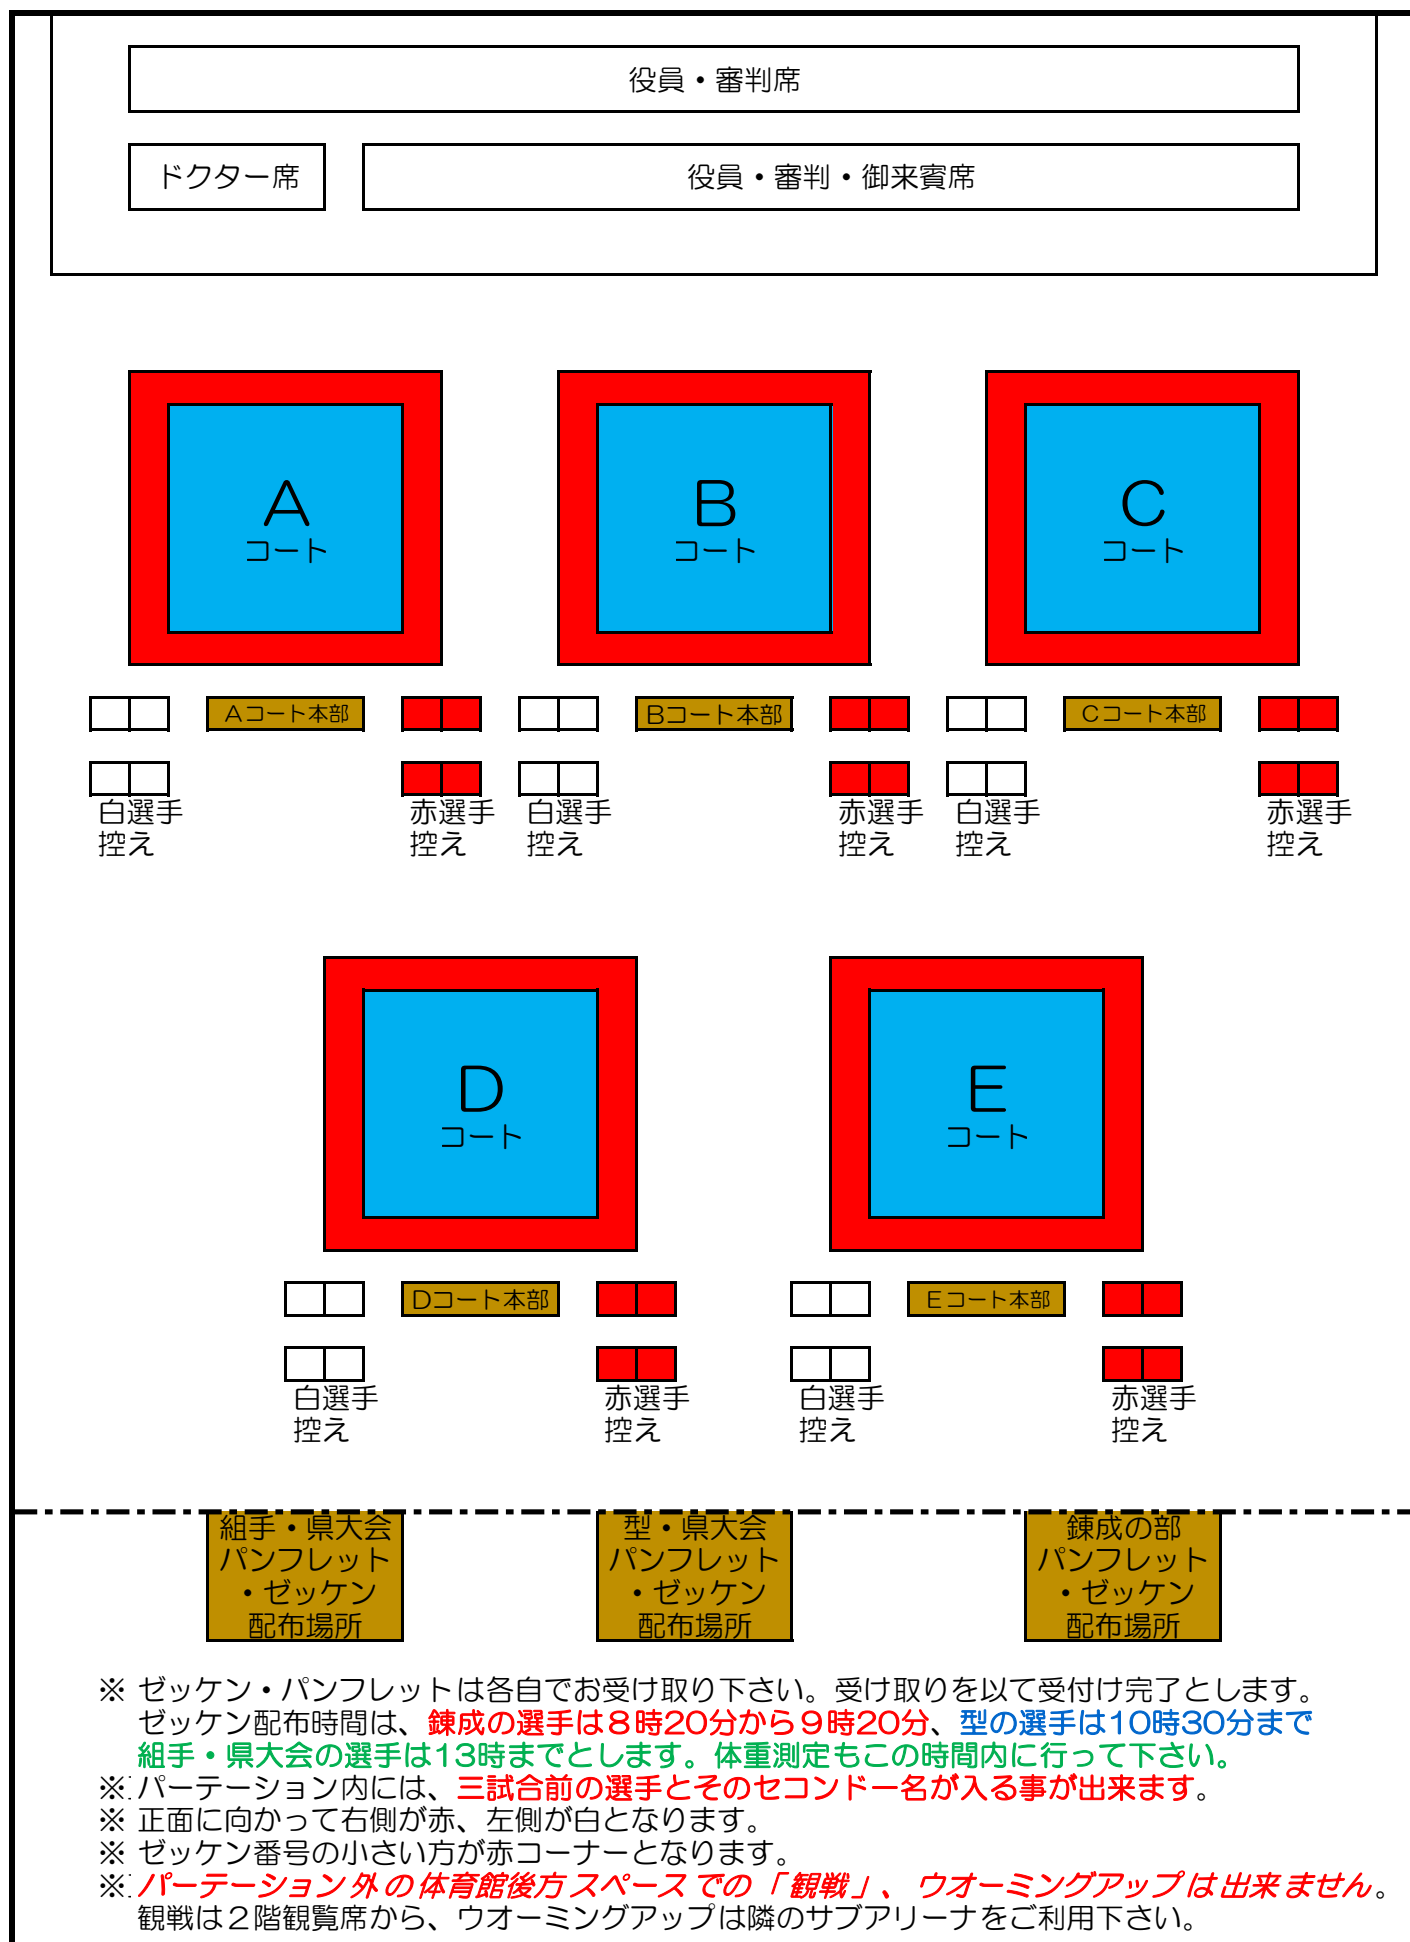 役員・審判席
ドクター席
役員・審判・御来賓席
A
コート
B
コート
C
コート
Aコート本部
Bコート本部
Cコート本部
白選手
控え
赤選手
控え
白選手
控え
赤選手
控え
白選手
控え
赤選手
控え
D
コート
E
コート
Dコート本部
Eコート本部
白選手
控え
赤選手
控え
白選手
控え
赤選手
控え
組手・県大会
パンフレット
・ゼッケン
配布場所
型・県大会
パンフレット
・ゼッケン
配布場所
錬成の部
パンフレット
・ゼッケン
配布場所
※ ゼッケン・パンフレットは各自でお受け取り下さい。受け取りを以て受付け完了とします。
ゼッケン配布時間は、錬成の選手は８時20分から９時20分、型の選手は10時30分まで
組手・県大会の選手は13時までとします。体重測定もこの時間内に行って下さい。
※ パーテーション内には、三試合前の選手とそのセコンド一名が入る事が出来ます。
※ 正面に向かって右側が赤、左側が白となります。
※ ゼッケン番号の小さい方が赤コーナーとなります。
※ パーテーション外の体育館後方スペースでの「観戦」、ウオーミングアップは出来ません。
観戦は２階観覧席から、ウオーミングアップは隣のサブアリーナをご利用下さい。